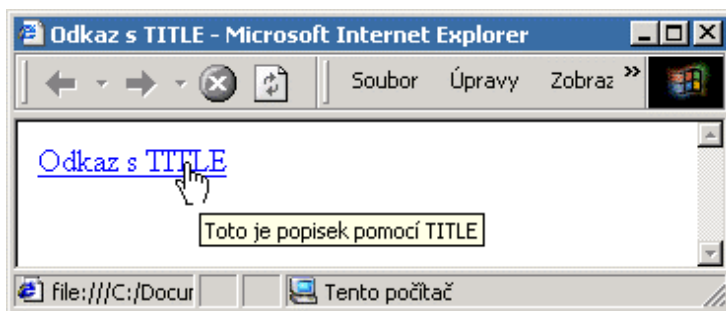 Odkaz s TITLE - Microsoft Internet Explorer
Soubor Úpravy Zobraz »
Odkaz s TITLE
Toto je popisek pomocí TITLE
file:///C:/Docur Tento počítač